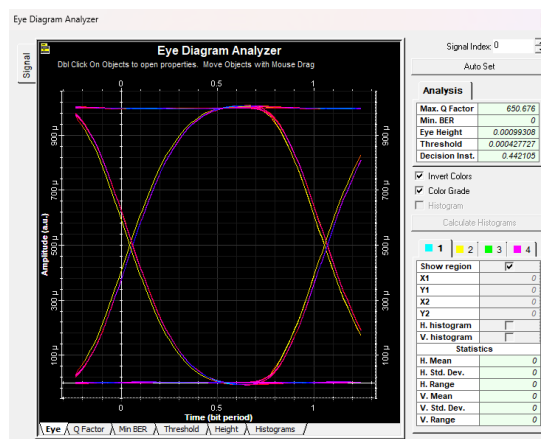 Eye Diagram Analyzer
Signal
Eye Diagram Analyzer
Dbl Click On Objects to open properties. Move Objects with Mouse Drag
0 0.5 1
Amplitude (a.u.)
900 µ
700 µ
500 µ
300 µ
100 µ
900 µ
700 µ
500 µ
300 µ
100 µ
0 0.5 1
Time (bit period)
Eye Q Factor Min BER Threshold Height Histograms
Signal Index: 0
Auto Set
Analysis
Max. Q Factor 650.676
Min. BER 0
Eye Height 0.00099308
Threshold 0.000427727
Decision Inst. 0.442105
Invert Colors
Color Grade
Histogram
Calculate Histograms
1 2 3 4
Show region
X1 0
Y1 0
X2 0
Y2 0
H. histogram
V. histogram
Statistics
H. Mean 0
H. Std. Dev. 0
H. Range 0
V. Mean 0
V. Std. Dev. 0
V. Range 0